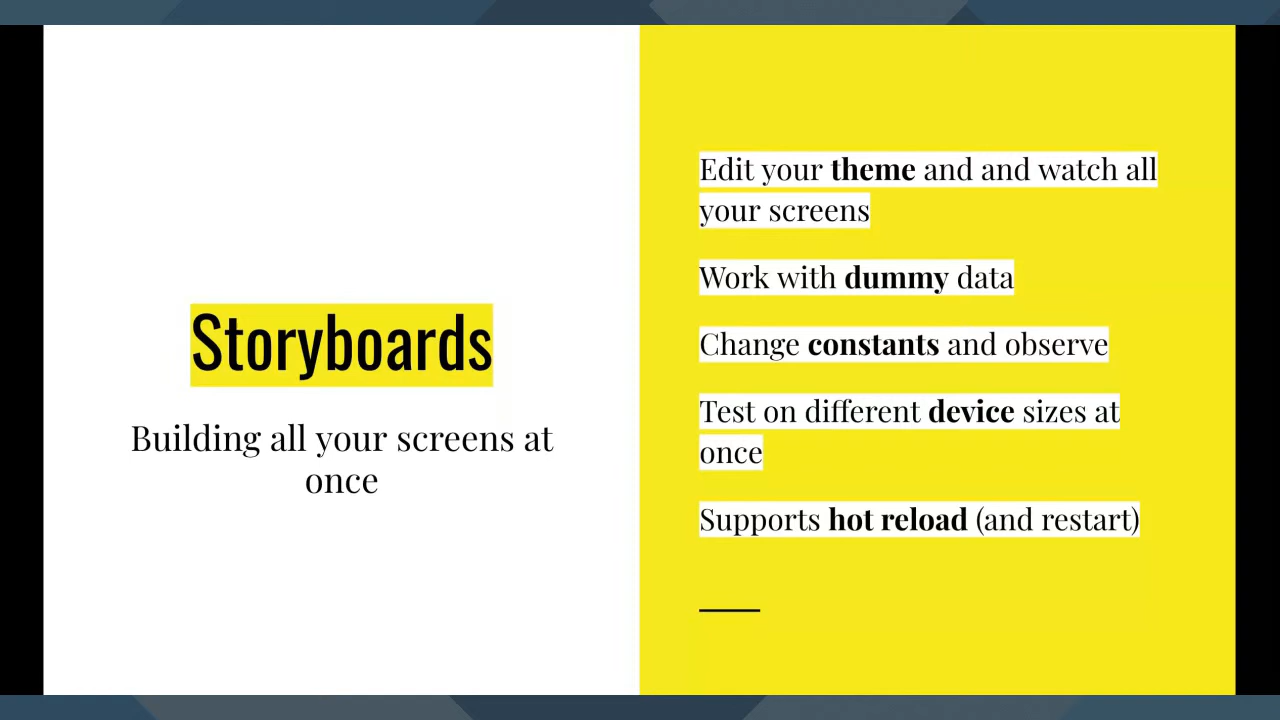 Storyboards
Building all your screens at
once
Edit your theme and and watch all
your screens
Work with dummy data
Change constants and observe
Test on different device sizes at
once
Supports hot reload (and restart)